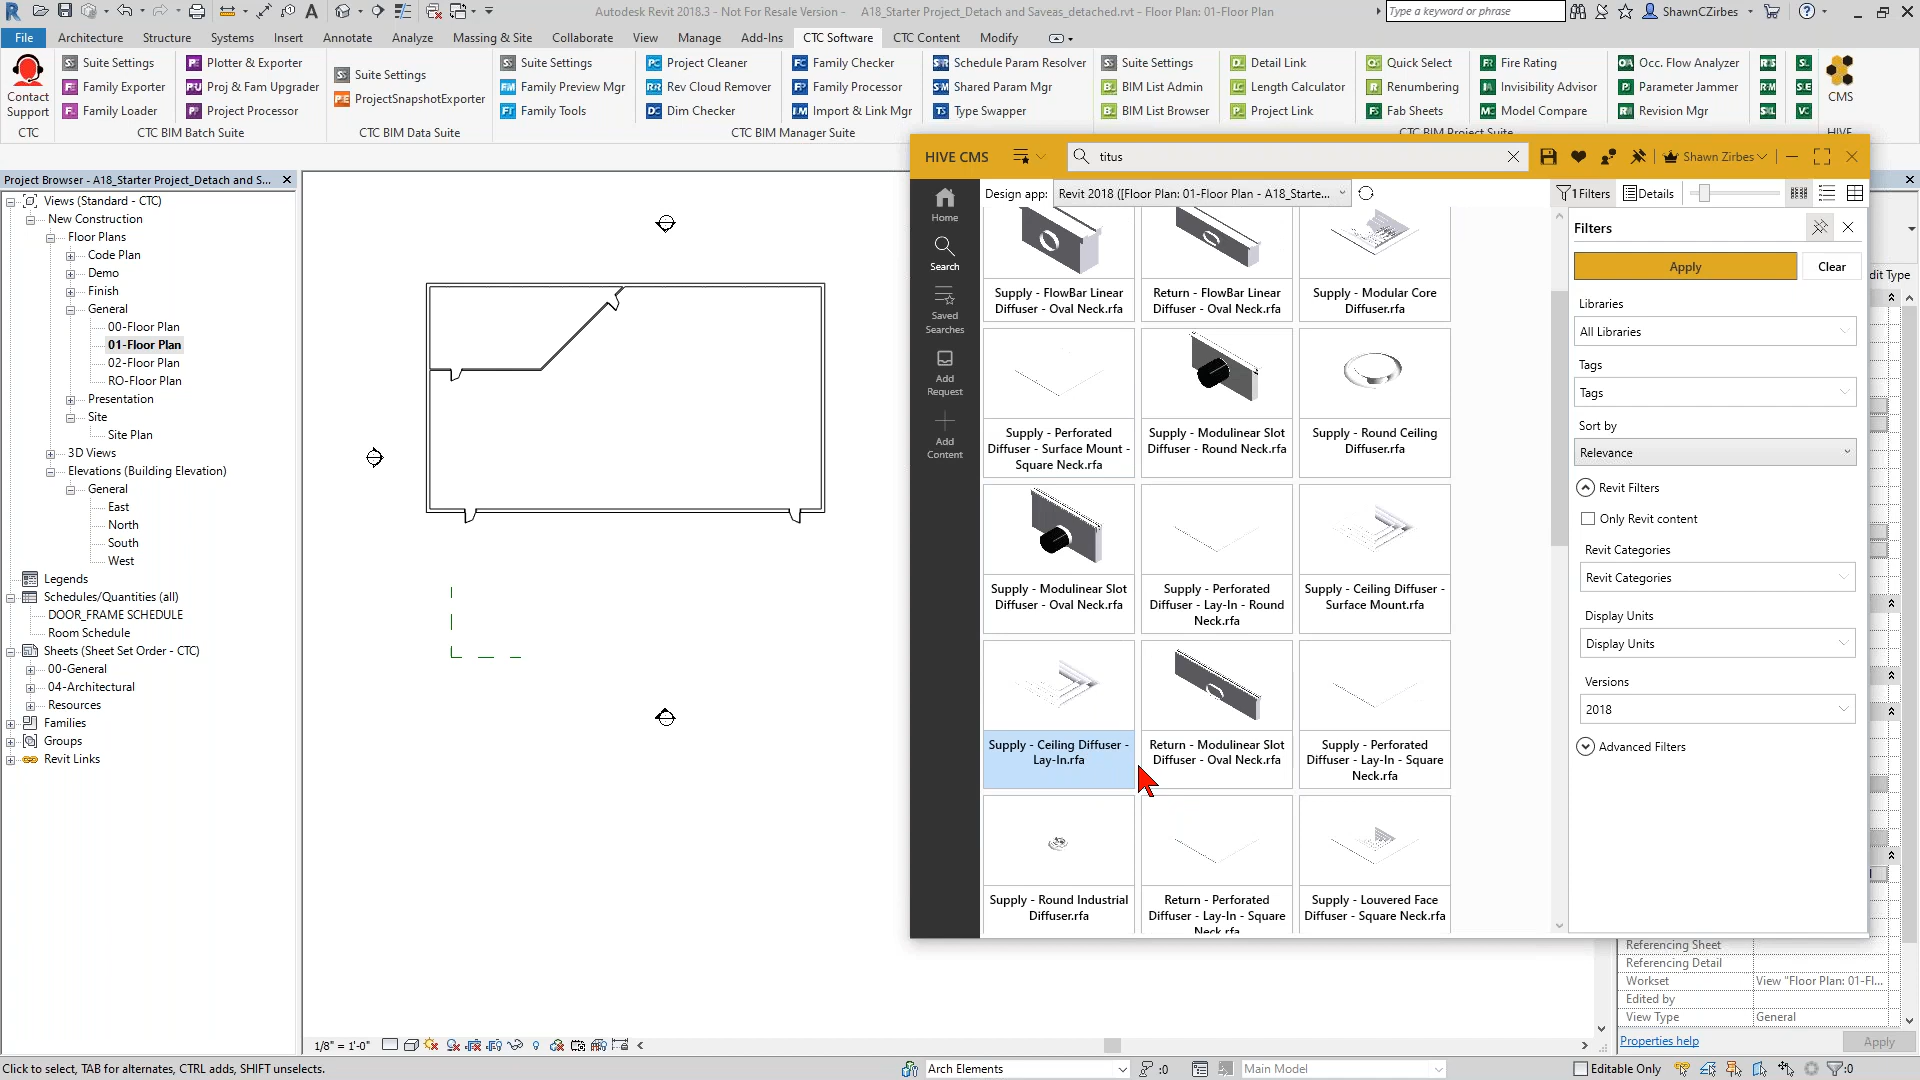 Autodesk Revit 2018.3 - Not For Resale Version - A18_Starter Project_Detach and Saveas_detached.rvt - Floor Plan: 01-Floor Plan
Type a keyword or phrase
ShawnCZirbes
File Architecture Structure Systems Insert Annotate Analyze Massing & Site Collaborate View Manage Add-Ins CTC Software CTC Content Modify
Contact
Support
CTC
Suite Settings
Family Exporter
Family Loader
Plotter & Exporter
Proj & Fam Upgrader
Project Processor
CTC BIM Batch Suite
Suite Settings
ProjectSnapshotExporter
CTC BIM Data Suite
Suite Settings
Family Preview Mgr
Family Tools
Project Cleaner
Rev Cloud Remover
Dim Checker
Family Checker
Family Processor
Import & Link Mgr
CTC BIM Manager Suite
Schedule Param Resolver
Shared Param Mgr
Type Swapper
Suite Settings
BIM List Admin
BIM List Browser
Detail Link
Length Calculator
Project Link
Quick Select
Renumbering
Fab Sheets
Fire Rating
Invisibility Advisor
Model Compare
Occ. Flow Analyzer
Parameter Jammer
Revision Mgr
CMS
Project Browser - A18_Starter Project_Detach and S...
Views (Standard - CTC)
New Construction
Floor Plans
Code Plan
Demo
Finish
General
00-Floor Plan
01-Floor Plan
02-Floor Plan
RO-Floor Plan
Presentation
Site
Site Plan
3D Views
Elevations (Building Elevation)
General
East
North
South
West
Legends
Schedules/Quantities (all)
DOOR_FRAME SCHEDULE
Room Schedule
Sheets (Sheet Set Order - CTC)
00-General
04-Architectural
Resources
Families
Groups
Revit Links
HIVE CMS
titus
Shawn Zirbes
Design app:
Revit 2018 ([Floor Plan: 01-Floor Plan - A18_Starte...
1Filters
Details
Home
Search
Saved
Searches
Add
Request
Add
Content
Supply - FlowBar Linear
Diffuser - Oval Neck.rfa
Return - FlowBar Linear
Diffuser - Oval Neck.rfa
Supply - Modular Core
Diffuser.rfa
Supply - Perforated
Diffuser - Surface Mount -
Square Neck.rfa
Supply - Modulinear Slot
Diffuser - Round Neck.rfa
Supply - Round Ceiling
Diffuser.rfa
Supply - Modulinear Slot
Diffuser - Oval Neck.rfa
Supply - Perforated
Diffuser - Lay-In - Round
Neck.rfa
Supply - Ceiling Diffuser -
Surface Mount.rfa
Supply - Ceiling Diffuser -
Lay-In.rfa
Return - Modulinear Slot
Diffuser - Oval Neck.rfa
Supply - Perforated
Diffuser - Lay-In - Square
Neck.rfa
Supply - Round Industrial
Diffuser.rfa
Return - Perforated
Diffuser - Lay-In - Square
Neck.rfa
Supply - Louvered Face
Diffuser - Square Neck.rfa
Filters
Apply
Clear
Libraries
All Libraries
Tags
Tags
Sort by
Relevance
Revit Filters
Only Revit content
Revit Categories
Revit Categories
Display Units
Display Units
Versions
2018
Advanced Filters
dit Type
Referencing Sheet
Referencing Detail
Workset
View "Floor Plan: 01-Fl...
Edited by
View Type
General
Properties help
Apply
1/8" = 1'-0"
Click to select, TAB for alternates, CTRL adds, SHIFT unselects.
Arch Elements
:0
Main Model
Editable Only
:0